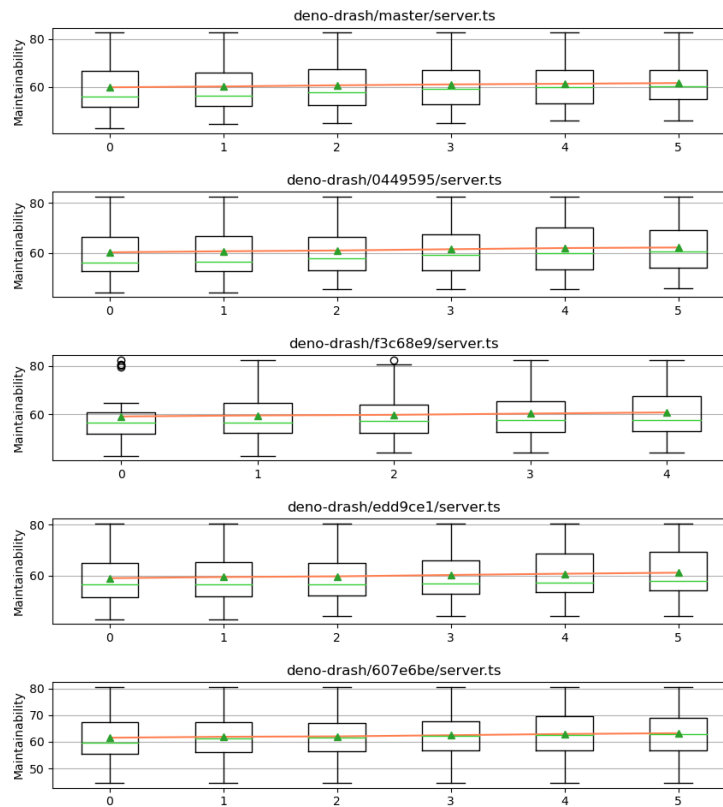 deno-drash/master/server.ts
Maintainability
80
60
0 1 2 3 4 5
deno-drash/0449595/server.ts
Maintainability
80
60
0 1 2 3 4 5
deno-drash/f3c68e9/server.ts
Maintainability
80
60
0 1 2 3 4
deno-drash/edd9ce1/server.ts
Maintainability
80
60
0 1 2 3 4 5
deno-drash/607e6be/server.ts
Maintainability
80
70
60
50
0 1 2 3 4 5